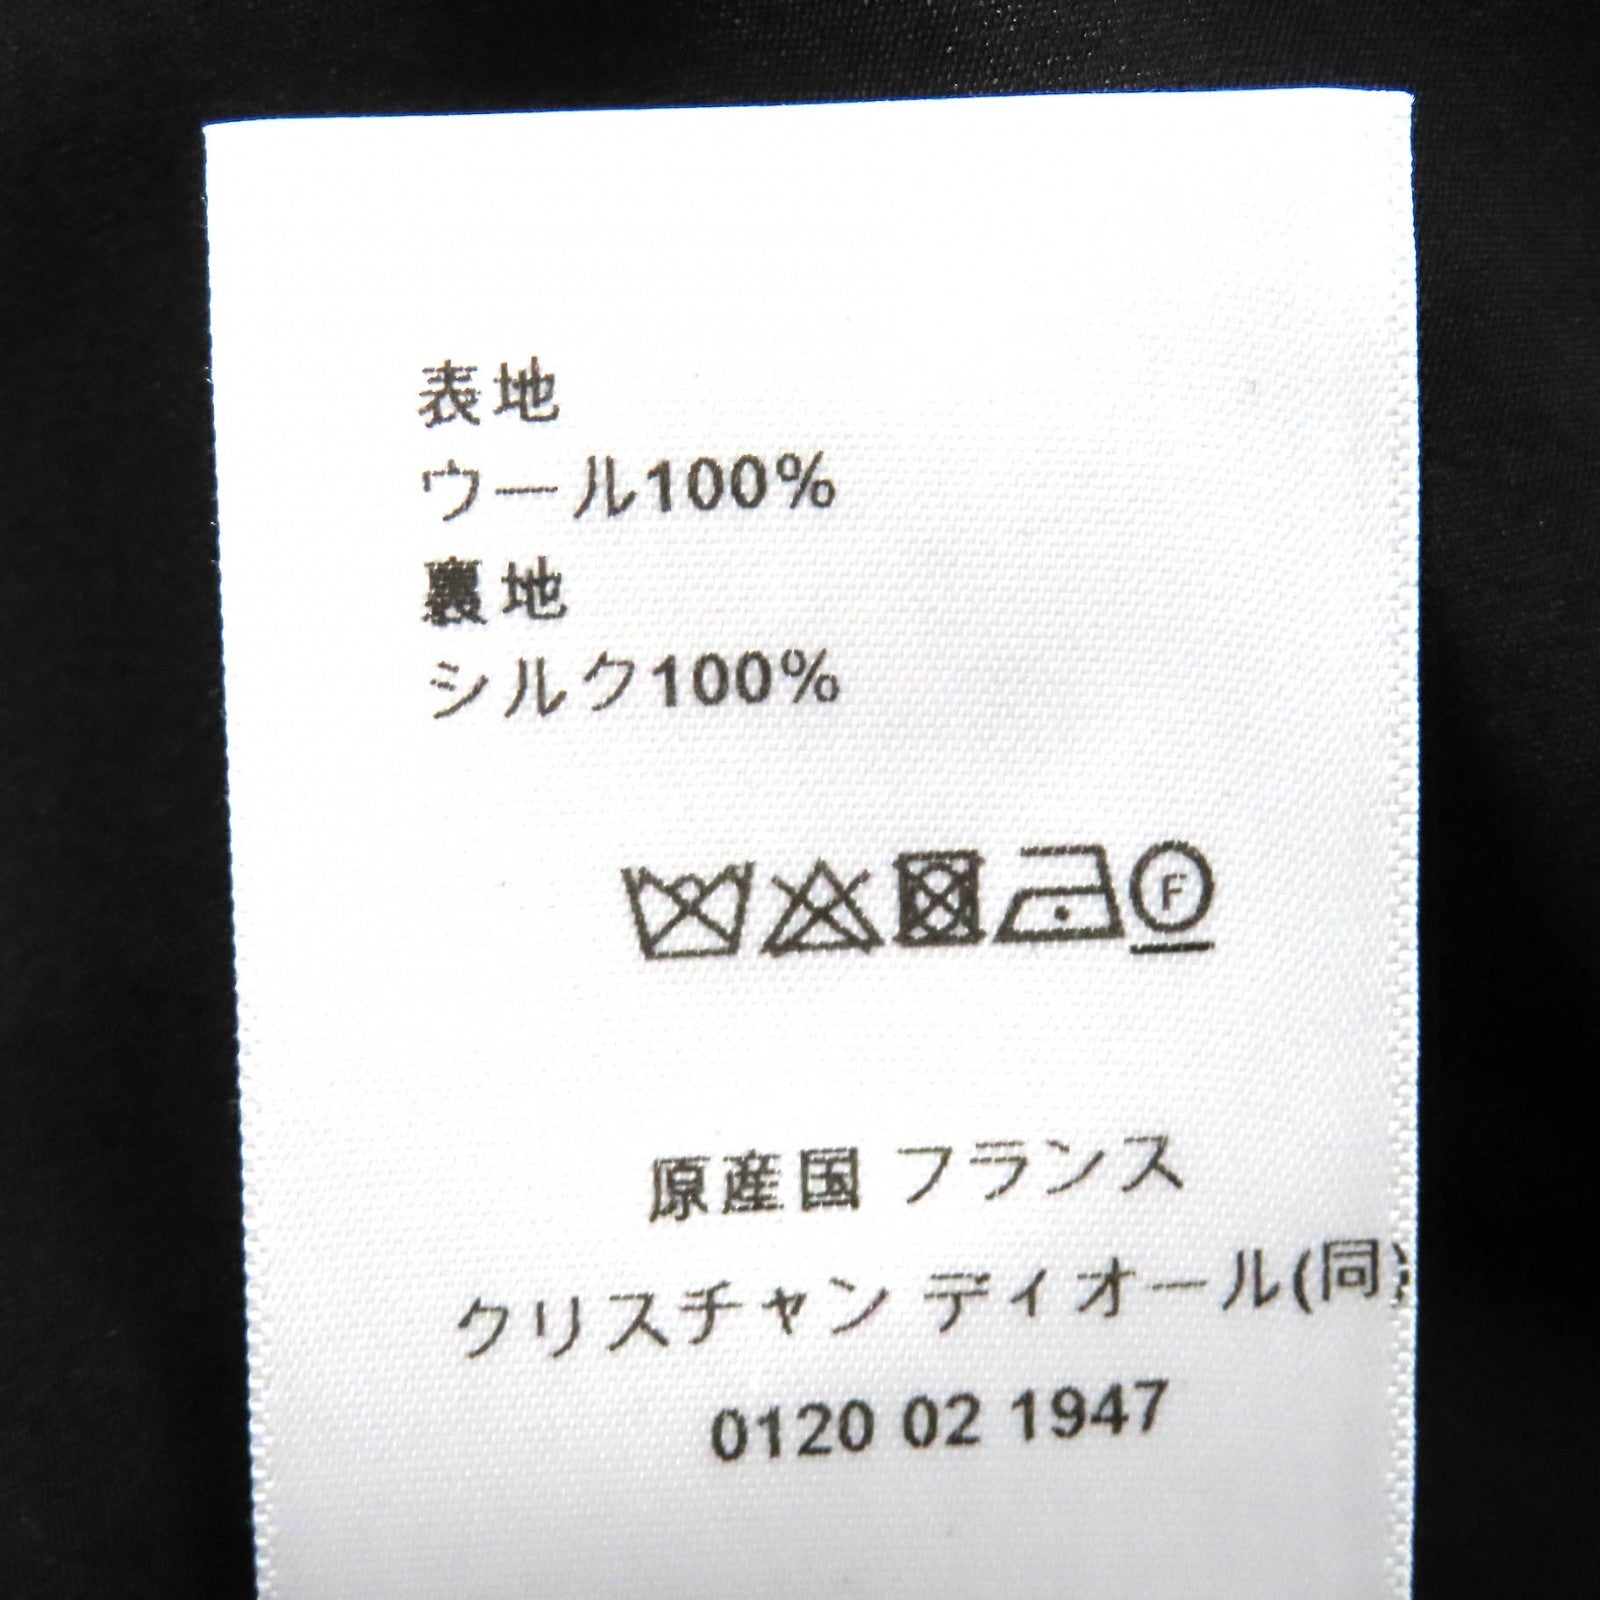 表地
ウール100%
裏地
シルク100%
F
原産国 フランス
クリスチャン ディオール(同)
0120 02 1947